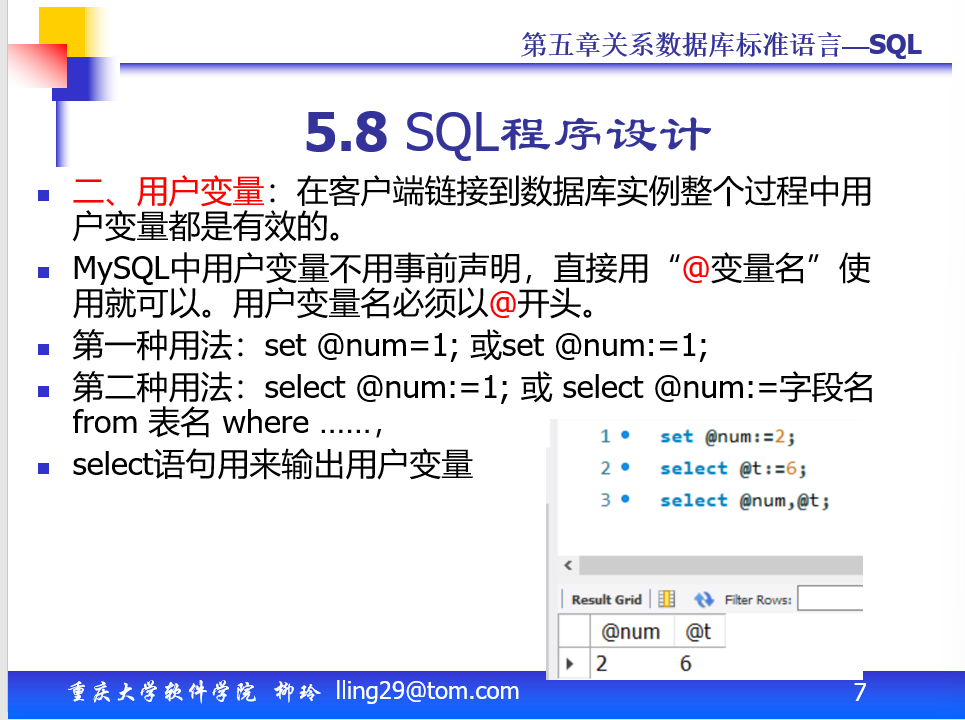 第五章关系数据库标准语言—SQL
5.8 SQL程序设计
二、用户变量：在客户端链接到数据库实例整个过程中用
户变量都是有效的。
MySQL中用户变量不用事前声明，直接用“@变量名”使
用就可以。用户变量名必须以@开头。
第一种用法：set @num=1; 或set @num:=1;
第二种用法：select @num:=1; 或 select @num:=字段名
from 表名 where ……，
select语句用来输出用户变量
1 set @num:=2;
2 select @t:=6;
3 select @num,@t;
Result Grid Filter Rows:
@num @t
2 6
重庆大学软件学院 柳玲 lling29@tom.com 7